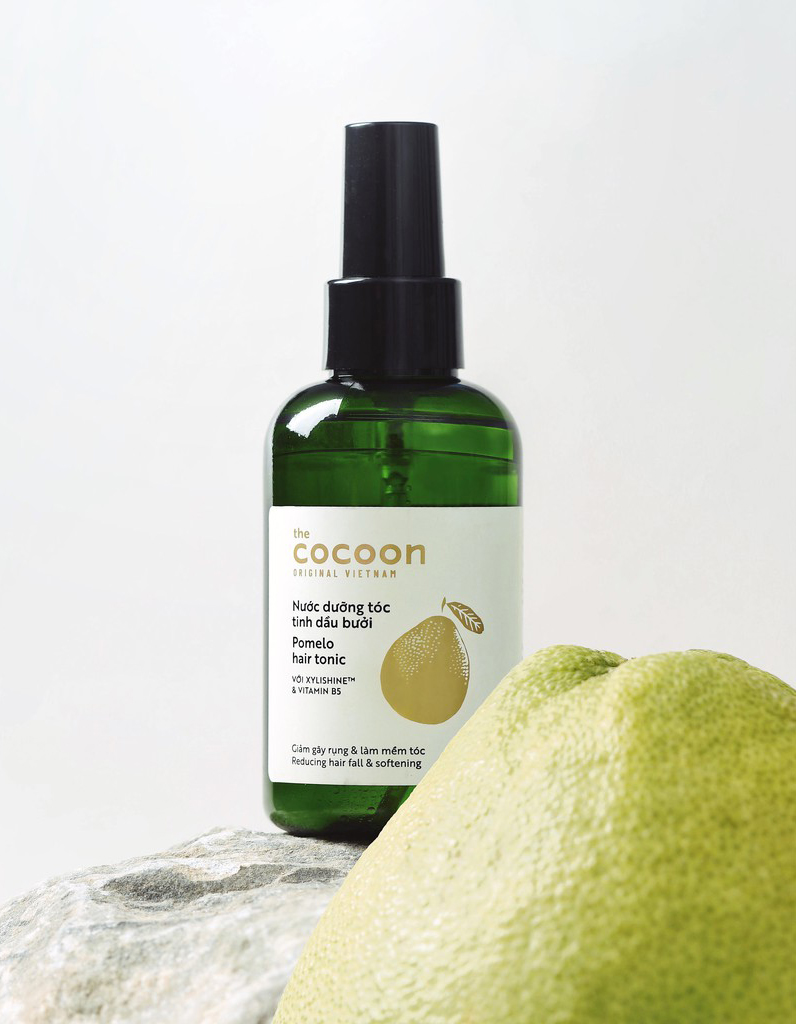 the
cocoon
ORIGINAL VIETNAM
Nước dưỡng tóc
tinh dầu bưởi
Pomelo
hair tonic
VỚI XYLISHINE™
& VITAMIN B5
Giảm gãy rụng & làm mềm tóc
Reducing hair fall & softening